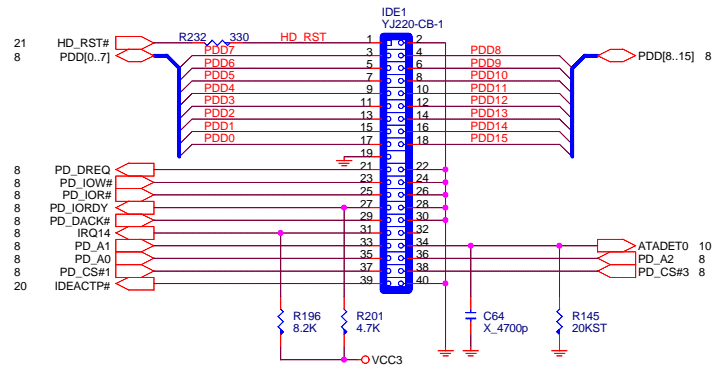 IDE1
YJ220-CB-1
21 HD_RST# R232 330 HD_RST 1 2
8 PDD[0..7] PDD7 3 4 PDD8 PDD[8..15] 8
PDD6 5 6 PDD9
PDD5 7 8 PDD10
PDD4 9 10 PDD11
PDD3 11 12 PDD12
PDD2 13 14 PDD13
PDD1 15 16 PDD14
PDD0 17 18 PDD15
19
8 PD_DREQ 21 22
8 PD_IOW# 23 24
8 PD_IOR# 25 26
8 PD_IORDY 27 28
8 PD_DACK# 29 30
8 IRQ14 31 32
8 PD_A1 33 34 ATADET0 10
8 PD_A0 35 36 PD_A2 8
8 PD_CS#1 37 38 PD_CS#3 8
20 IDEACTP# 39 40
R196 R201 C64 R145
8.2K 4.7K X_4700p 20KST
VCC3